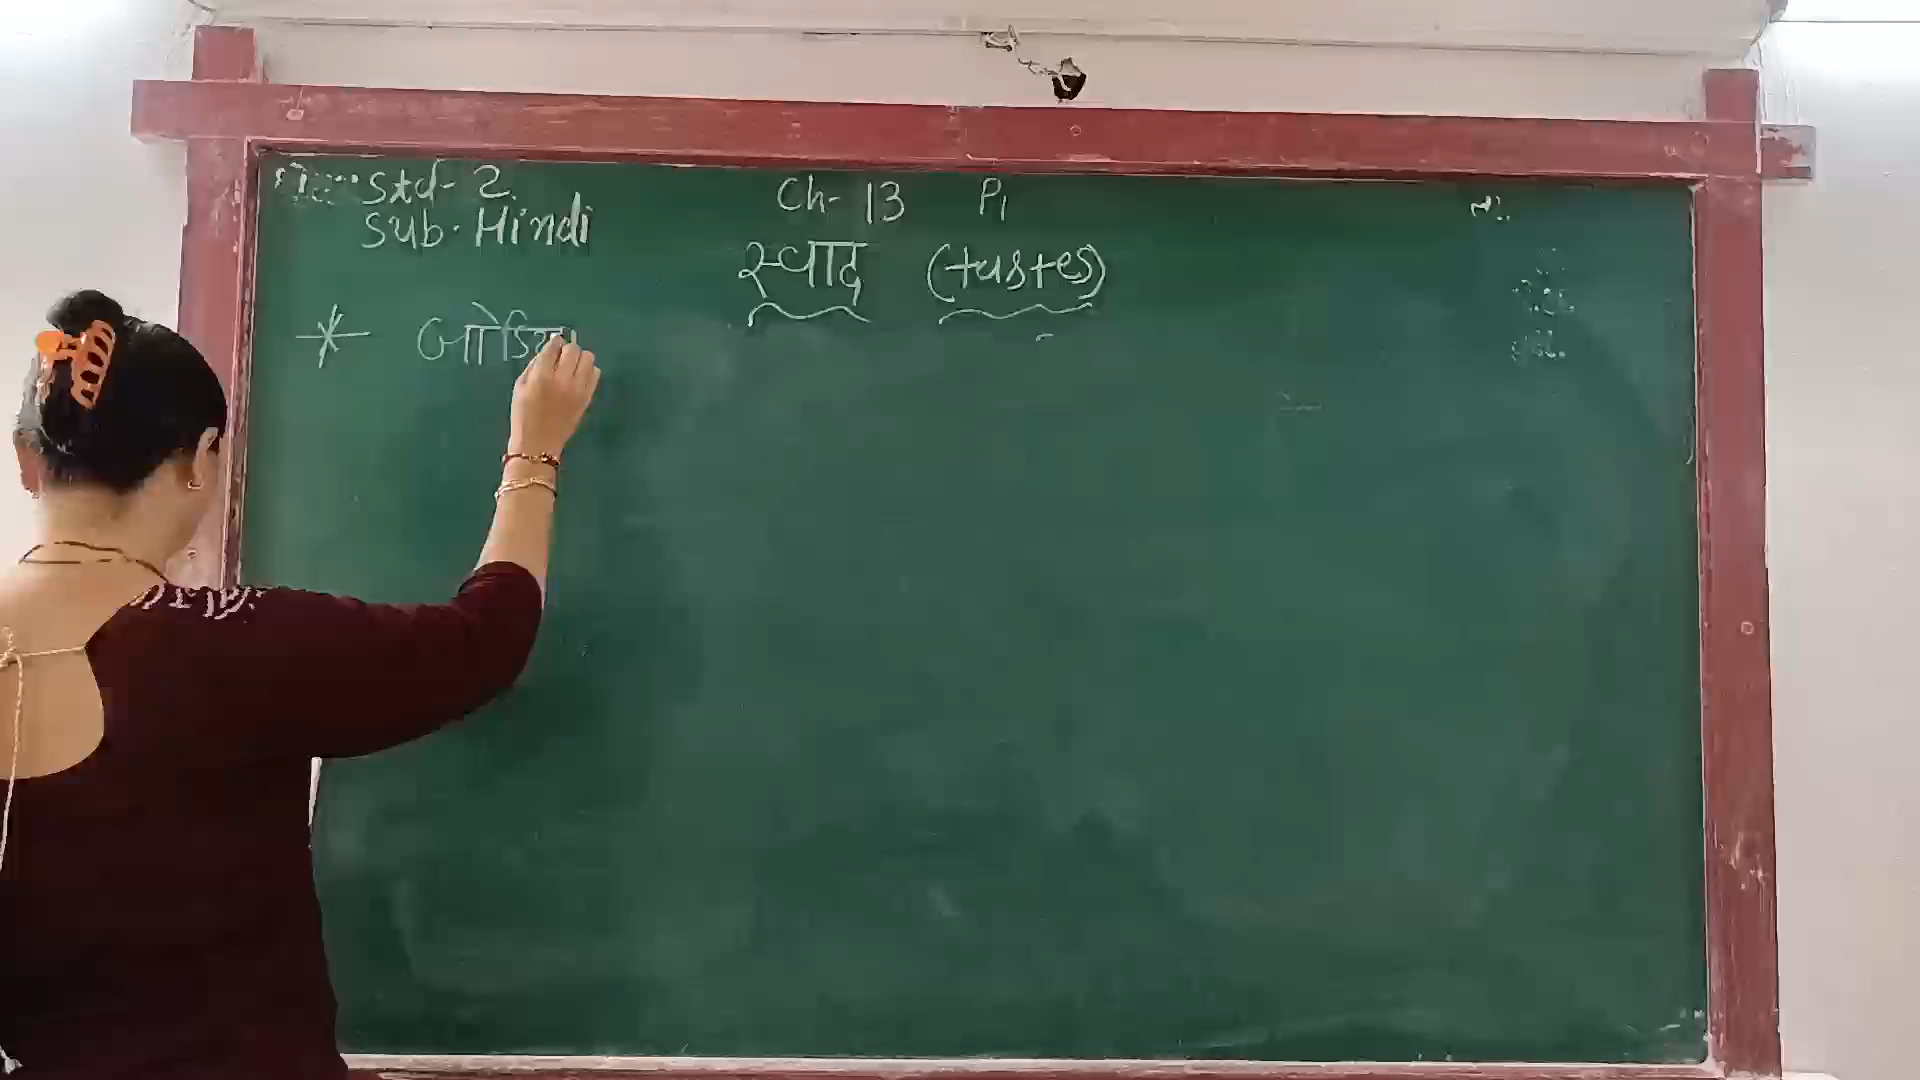 Std- 2.
Ch- 13 P1
Sub. Hindi
स्वाद (tastes)
*